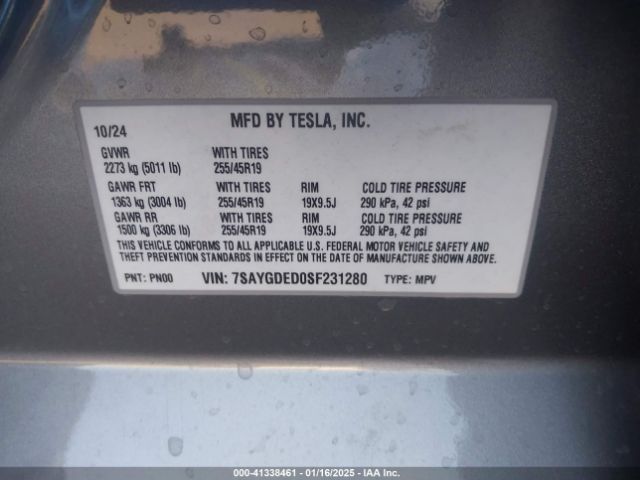 MFD BY TESLA, INC.
10/24
GVWR WITH TIRES
2273 kg (5011 lb) 255/45R19
GAWR FRT WITH TIRES RIM COLD TIRE PRESSURE
1363 kg (3004 lb) 255/45R19 19X9.5J 290 kPa, 42 psi
GAWR RR WITH TIRES RIM COLD TIRE PRESSURE
1500 kg (3306 lb) 255/45R19 19X9.5J 290 kPa, 42 psi
THIS VEHICLE CONFORMS TO ALL APPLICABLE U.S. FEDERAL MOTOR VEHICLE SAFETY AND
THEFT PREVENTION STANDARDS IN EFFECT ON THE DATE OF MANUFACTURE SHOWN ABOVE.
PNT: PN00 VIN: 7SAYGDED0SF231280 TYPE: MPV
000-41338461 - 01/16/2025 - IAA Inc.